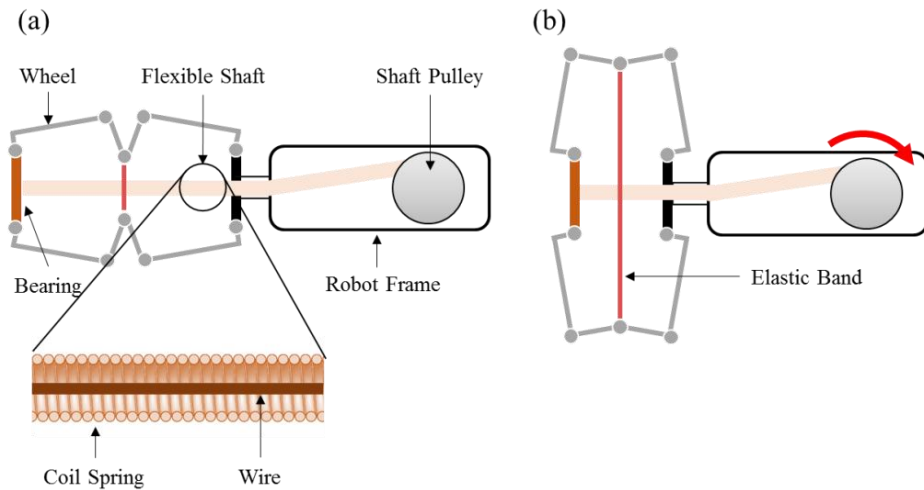 (a)
Wheel
Flexible Shaft
Shaft Pulley
Bearing
Robot Frame
Coil Spring
Wire
(b)
Elastic Band